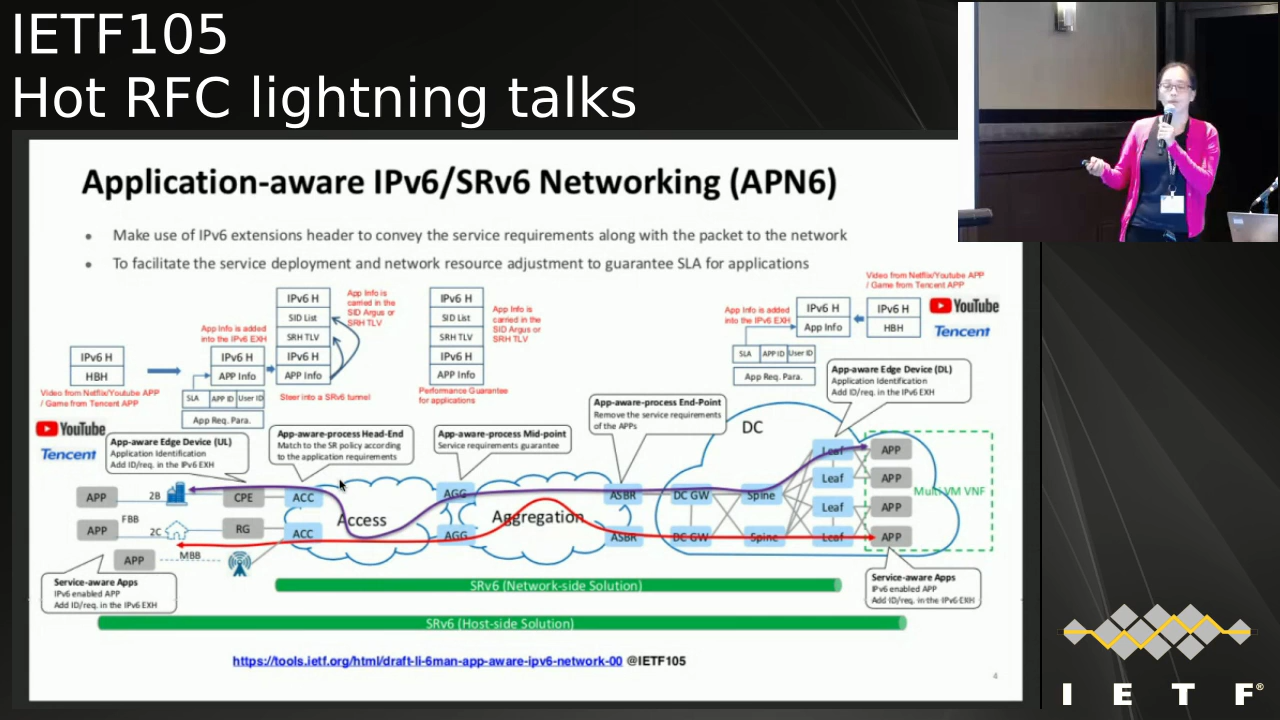 IETF105
Hot RFC lightning talks
Application-aware IPv6/SRv6 Networking (APN6)
• Make use of IPv6 extensions header to convey the service requirements along with the packet to the network
• To facilitate the service deployment and network resource adjustment to guarantee SLA for applications
IPv6 H
HBH
Video from Netflix/Youtube APP
/ Game from Tencent APP
YouTube
Tencent
App Info is added
into the IPv6 EXH
IPv6 H
APP Info
SLA
APP ID
User ID
App Req. Para.
IPv6 H
SID List
SRH TLV
IPv6 H
APP Info
App Info is
carried in the
SID Argus or
SRH TLV
Steer into a SRv6 tunnel
IPv6 H
SID List
SRH TLV
IPv6 H
APP Info
App Info is
carried in the
SID Argus or
SRH TLV
Performance Guarantee
for applications
Video from Netflix/Youtube APP
/ Game from Tencent APP
App Info is added
into the IPv6 EXH
IPv6 H
App Info
IPv6 H
HBH
YouTube
Tencent
SLA
APP ID
User ID
App Req. Para.
App-aware Edge Device (UL)
Application Identification
Add ID/req. in the IPv6 EXH
App-aware-process Head-End
Match to the SR policy according
to the application requirements
App-aware-process Mid-point
Service requirements guarantee
App-aware-process End-Point
Remove the service requirements
of the APPs
App-aware Edge Device (DL)
Application Identification
Add ID/req. in the IPv6 EXH
DC
APP
2B
CPE
ACC
AGG
ASBR
DC GW
Spine
Leaf
APP
Leaf
APP
Multi VM VNF
Leaf
APP
FBB
Access
Aggregation
APP
2C
RG
ACC
AGG
ASBR
DC GW
Spine
Leaf
APP
APP
MBB
Service-aware Apps
IPv6 enabled APP
Add ID/req. in the IPv6 EXH
Service-aware Apps
IPv6 enabled APP
Add ID/req. in the IPv6 EXH
SRv6 (Network-side Solution)
SRv6 (Host-side Solution)
https://tools.ietf.org/html/draft-li-6man-app-aware-ipv6-network-00 @IETF105
4
I E T F®